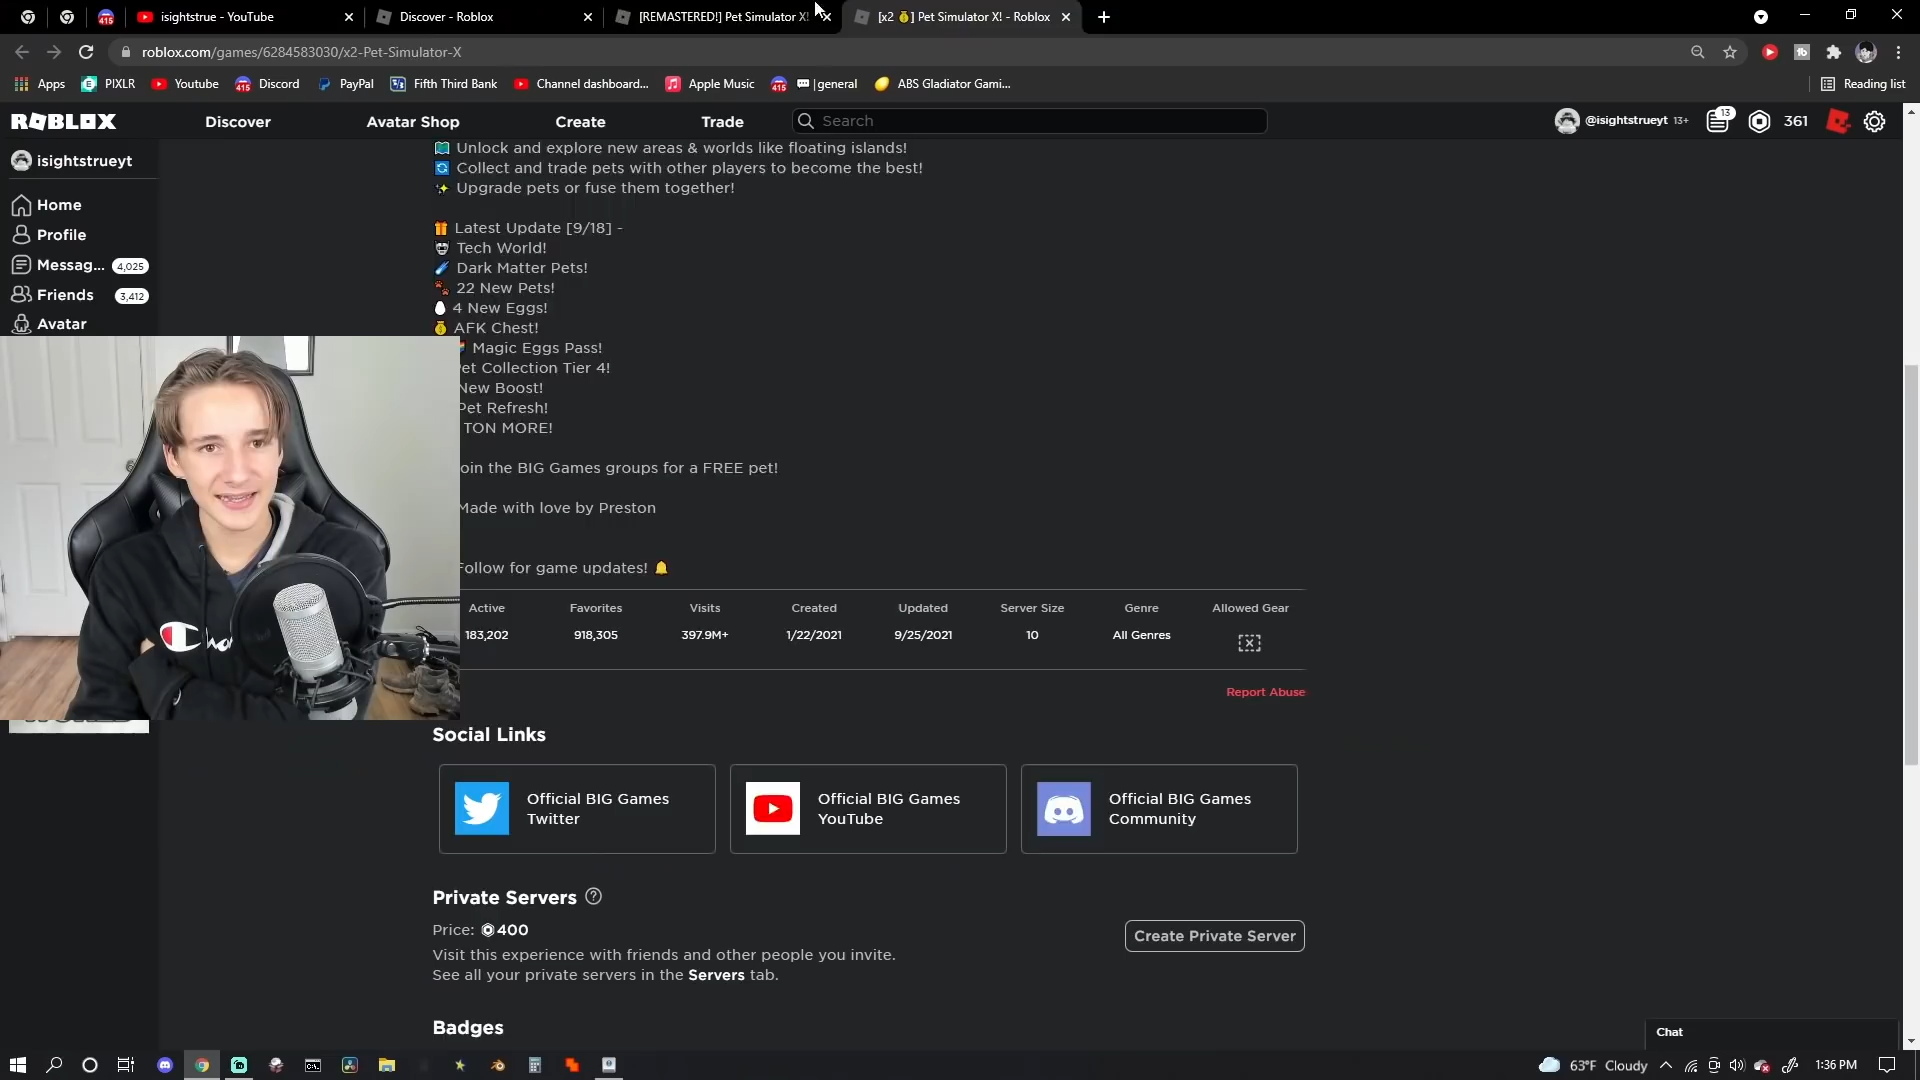 isightstrue - YouTube
Discover - Roblox
[REMASTERED!] Pet Simulator X!
[x2 💰] Pet Simulator X! - Roblox
roblox.com/games/6284583030/x2-Pet-Simulator-X
Apps
PIXLR
Youtube
415
Discord
PayPal
Fifth Third Bank
Channel dashboard...
Apple Music
💬|general
ABS Gladiator Gami...
Reading list
ROBLOX
Discover
Avatar Shop
Create
Trade
Search
@isightstrueyt 13+
13
361
isightstrueyt
Home
Profile
Messag... 4,025
Friends 3,412
Avatar
🗺️ Unlock and explore new areas & worlds like floating islands!
🔄 Collect and trade pets with other players to become the best!
✨ Upgrade pets or fuse them together!
🎁 Latest Update [9/18] -
Tech World!
☄️ Dark Matter Pets!
🐾 22 New Pets!
🥚 4 New Eggs!
💰 AFK Chest!
Magic Eggs Pass!
et Collection Tier 4!
New Boost!
Pet Refresh!
TON MORE!
oin the BIG Games groups for a FREE pet!
Made with love by Preston
Follow for game updates! 🔔
Active Favorites Visits Created Updated Server Size Genre Allowed Gear
183,202 918,305 397.9M+ 1/22/2021 9/25/2021 10 All Genres
Report Abuse
Social Links
Official BIG Games
Twitter
Official BIG Games
YouTube
Official BIG Games
Community
Private Servers
Price: 400
Create Private Server
Visit this experience with friends and other people you invite.
See all your private servers in the Servers tab.
Badges
Chat
63°F Cloudy
1:36 PM